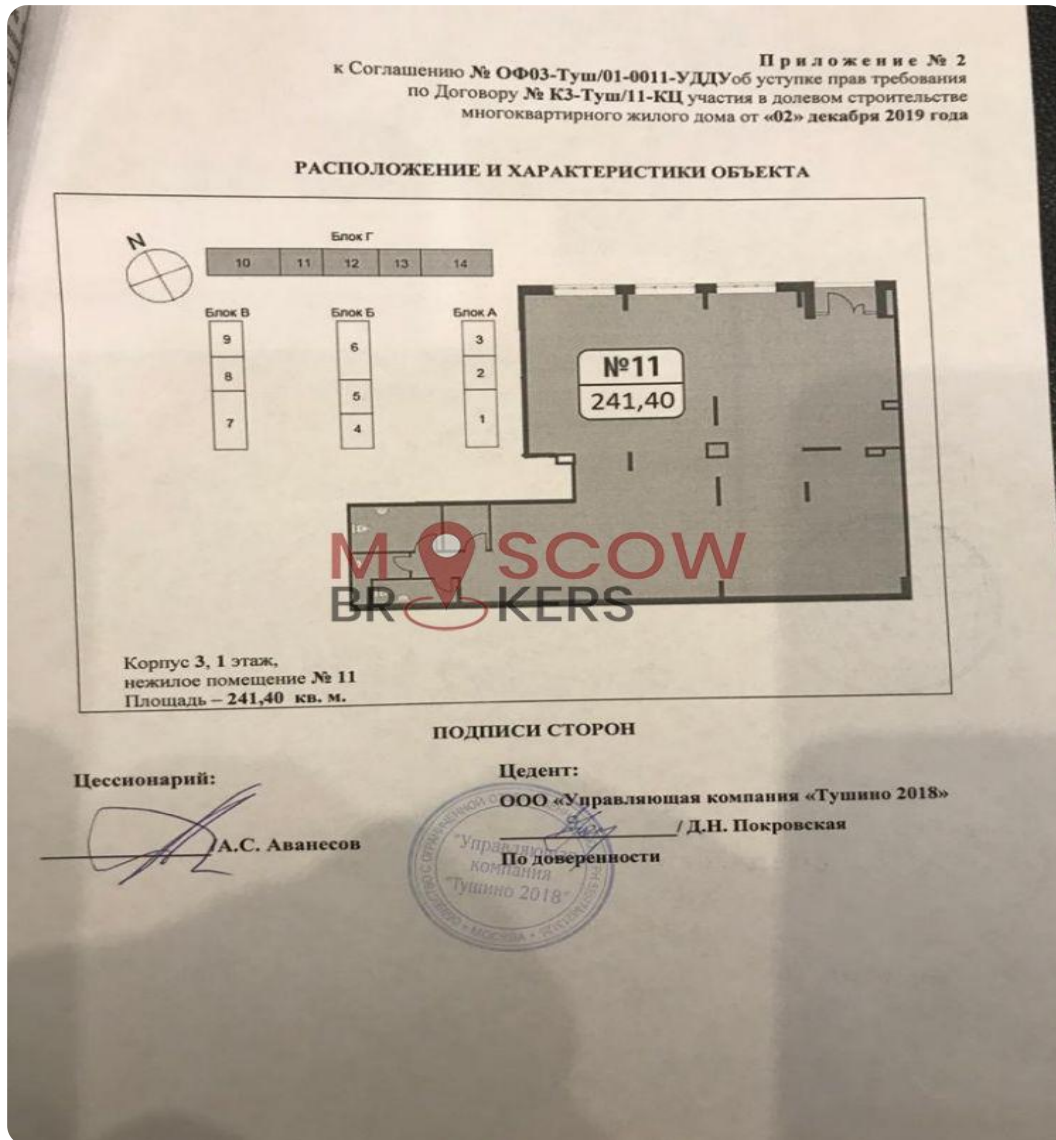 Приложение № 2
к Соглашению № ОФ03-Туш/01-0011-УДДУоб уступке прав требования
по Договору № К3-Туш/11-КЦ участия в долевом строительстве
многоквартирного жилого дома от «02» декабря 2019 года
РАСПОЛОЖЕНИЕ И ХАРАКТЕРИСТИКИ ОБЪЕКТА
N
Блок Г
10 11 12 13 14
Блок В Блок Б Блок А
9 6 3
8 5 2
7 4 1
№11
241,40
MOSCOW
BROKERS
Корпус 3, 1 этаж,
нежилое помещение № 11
Площадь – 241,40 кв. м.
ПОДПИСИ СТОРОН
Цессионарий:
/А.С. Аванесов
Цедент:
ООО «Управляющая компания «Тушино 2018»
/ Д.Н. Покровская
По доверенности
"Управляющая
компания
"Тушино 2018"
ОБЩЕСТВО С ОГРАНИЧЕННОЙ
МОСКВА